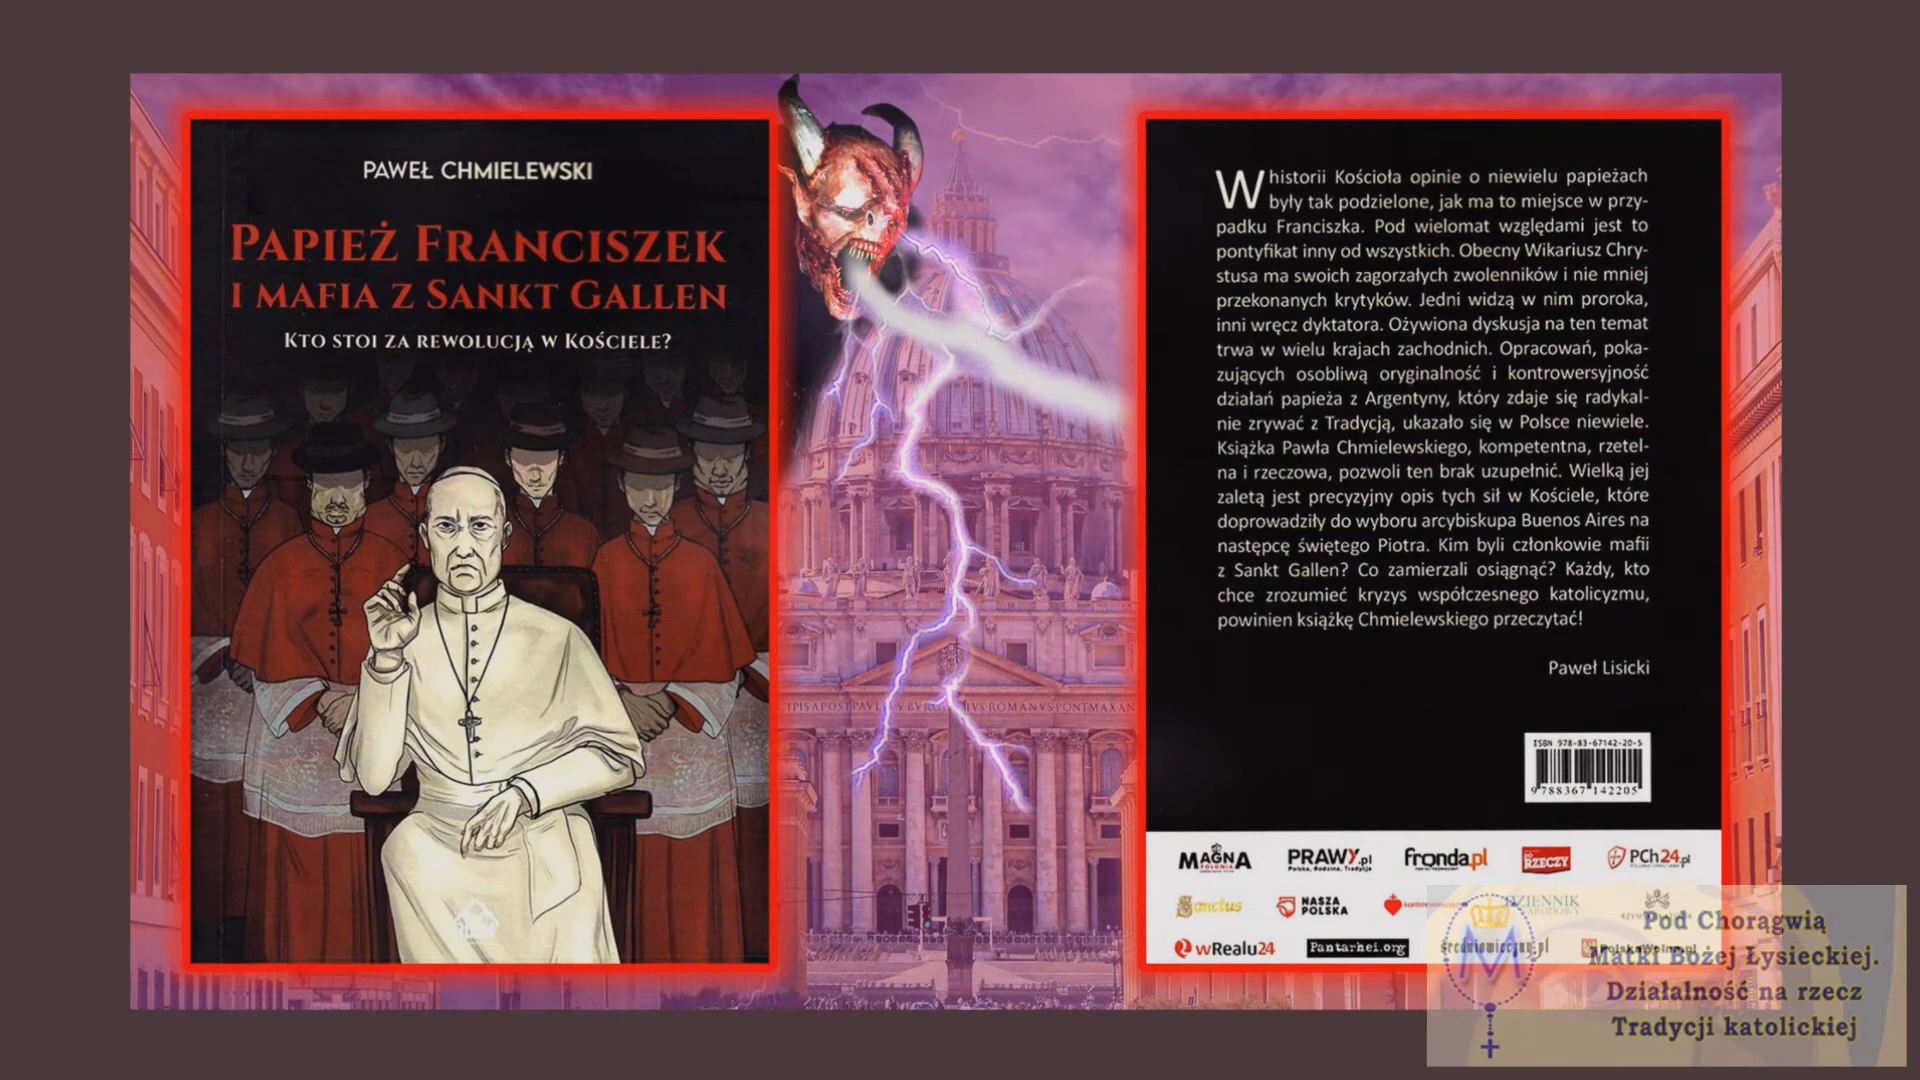 PAWEŁ CHMIELEWSKI
PAPIEŻ FRANCISZEK
I MAFIA Z SANKT GALLEN
KTO STOI ZA REWOLUCJĄ W KOŚCIELE?
W historii Kościoła opinie o niewielu papieżach
były tak podzielone, jak ma to miejsce w przy-
padku Franciszka. Pod wielomat względami jest to
pontyfikat inny od wszystkich. Obecny Wikariusz Chry-
stusa ma swoich zagorzałych zwolenników i nie mniej
przekonanych krytyków. Jedni widzą w nim proroka,
inni wręcz dyktatora. Ożywiona dyskusja na ten temat
trwa w wielu krajach zachodnich. Opracowań, poka-
zujących osobliwą oryginalność i kontrowersyjność
działań papieża z Argentyny, który zdaje się radykal-
nie zrywać z Tradycją, ukazało się w Polsce niewiele.
Książka Pawła Chmielewskiego, kompetentna, rzetel-
na i rzeczowa, pozwoli ten brak uzupełnić. Wielką jej
zaletą jest precyzyjny opis tych sił w Kościele, które
doprowadziły do wyboru arcybiskupa Buenos Aires na
następcę świętego Piotra. Kim byli członkowie mafii
z Sankt Gallen? Co zamierzali osiągnąć? Każdy, kto
chce zrozumieć kryzys współczesnego katolicyzmu,
powinien książkę Chmielewskiego przeczytać!
Paweł Lisicki
ISBN 978-83-67142-20-5
9 788367 142205
MAGNA POLONIA
PRAWY.pl
Polska, Rodzina, Tradycja
Fronda.pl
DO RZECZY
PCh24.pl
Sanctus
NASZA POLSKA
DZIENNIK NARODOWY
wRealu24
Pantarhei.org
średniowieczny.pl
PolskaWolna.pl
Pod Chorągwią
Matki Bożej Łysieckiej.
Działalność na rzecz
Tradycji katolickiej